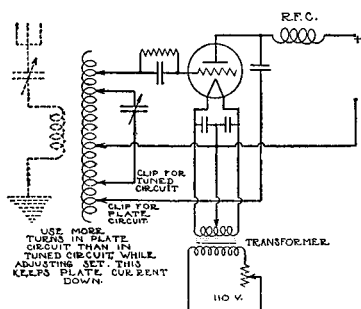 R.F.C.
+
-
CLIP FOR
TUNED
CIRCUIT
CLIP FOR
PLATE
CIRCUIT.
USE MORE
TURNS IN PLATE
CIRCUIT THAN IN
TUNED CIRCUIT, WHILE
ADJUSTING SET. THIS
KEEPS PLATE CURRENT
DOWN.
TRANSFORMER
110 V.